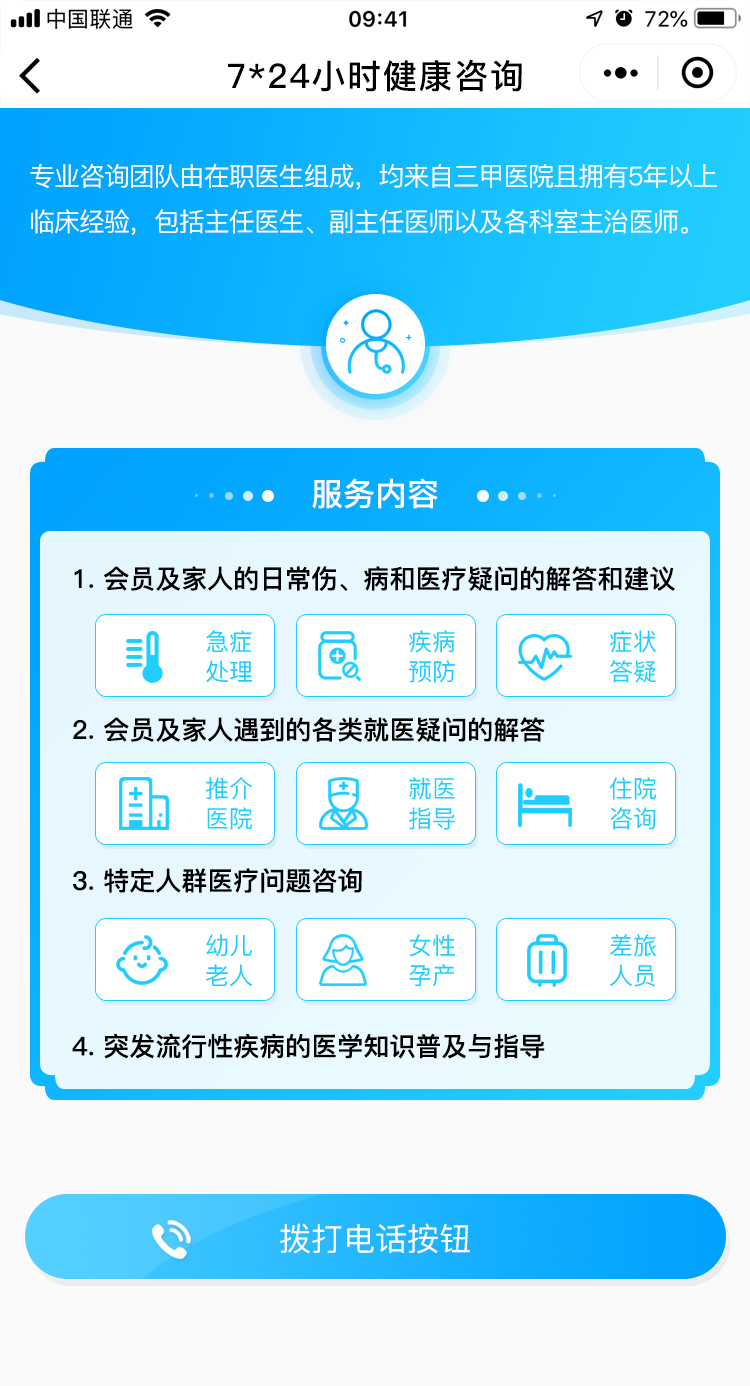 中国联通 09:41 72%
7*24小时健康咨询
专业咨询团队由在职医生组成，均来自三甲医院且拥有5年以上
临床经验，包括主任医生、副主任医师以及各科室主治医师。
服务内容
1. 会员及家人的日常伤、病和医疗疑问的解答和建议
急症
处理
疾病
预防
症状
答疑
2. 会员及家人遇到的各类就医疑问的解答
推介
医院
就医
指导
住院
咨询
3. 特定人群医疗问题咨询
幼儿
老人
女性
孕产
差旅
人员
4. 突发流行性疾病的医学知识普及与指导
拨打电话按钮